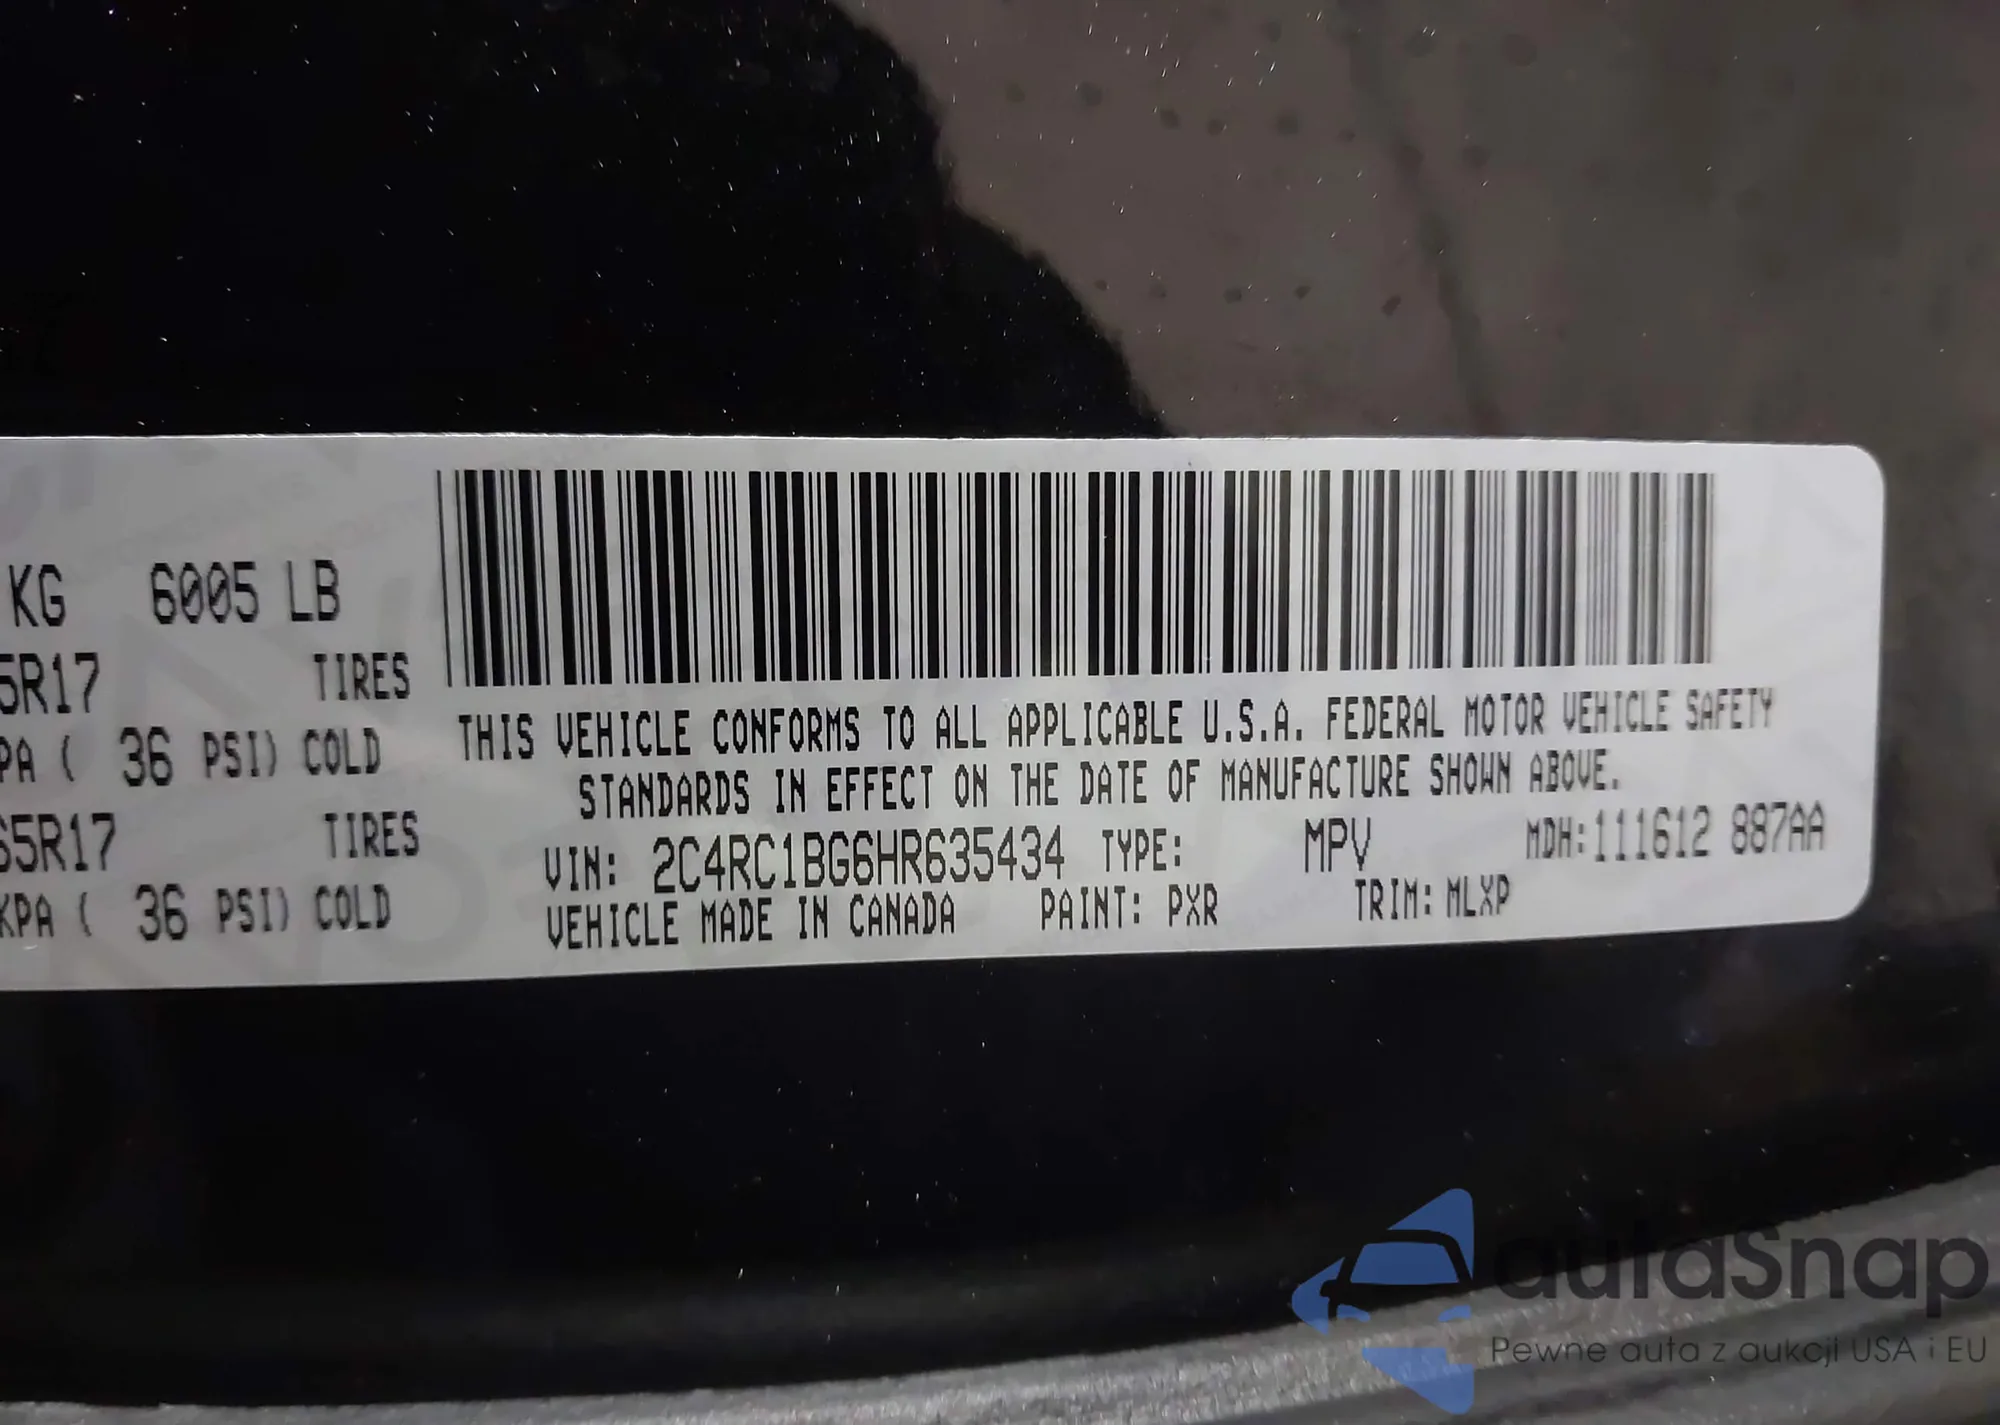 KG 6005 LB
5R17 TIRES
PA ( 36 PSI) COLD
65R17 TIRES
KPA ( 36 PSI) COLD
THIS VEHICLE CONFORMS TO ALL APPLICABLE U.S.A. FEDERAL MOTOR VEHICLE SAFETY
STANDARDS IN EFFECT ON THE DATE OF MANUFACTURE SHOWN ABOVE.
VIN: 2C4RC1BG6HR635434 TYPE: MPV MDH:111612 887AA
VEHICLE MADE IN CANADA PAINT: PXR TRIM: MLXP
autaSnap
Pewne auta z aukcji USA i EU